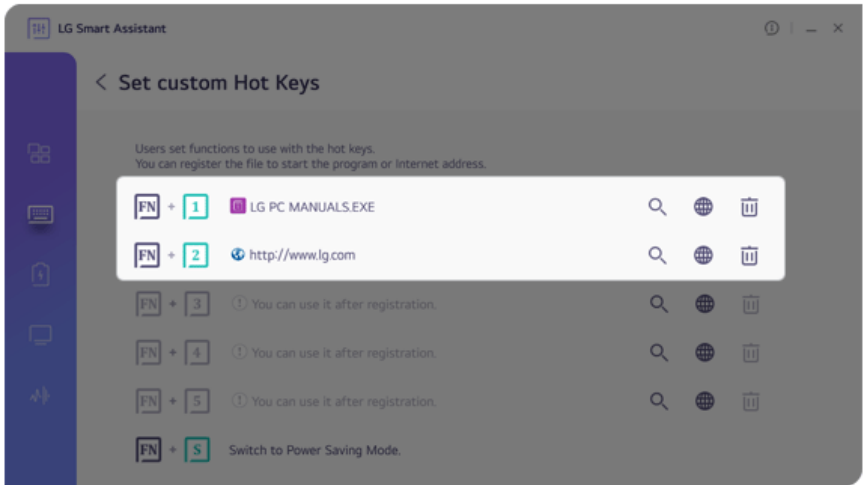 LG Smart Assistant
Set custom Hot Keys
Users set functions to use with the hot keys.
You can register the file to start the program or Internet address.
FN + 1 LG PC MANUALS.EXE
FN + 2 http://www.lg.com
FN + 3 You can use it after registration.
FN + 4 You can use it after registration.
FN + 5 You can use it after registration.
FN + S Switch to Power Saving Mode.